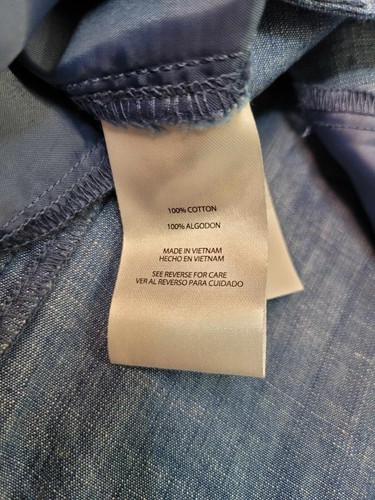 100% COTTON
100% ALGODON
MADE IN VIETNAM
HECHO EN VIETNAM
SEE REVERSE FOR CARE
VER AL REVERSO PARA CUIDADO